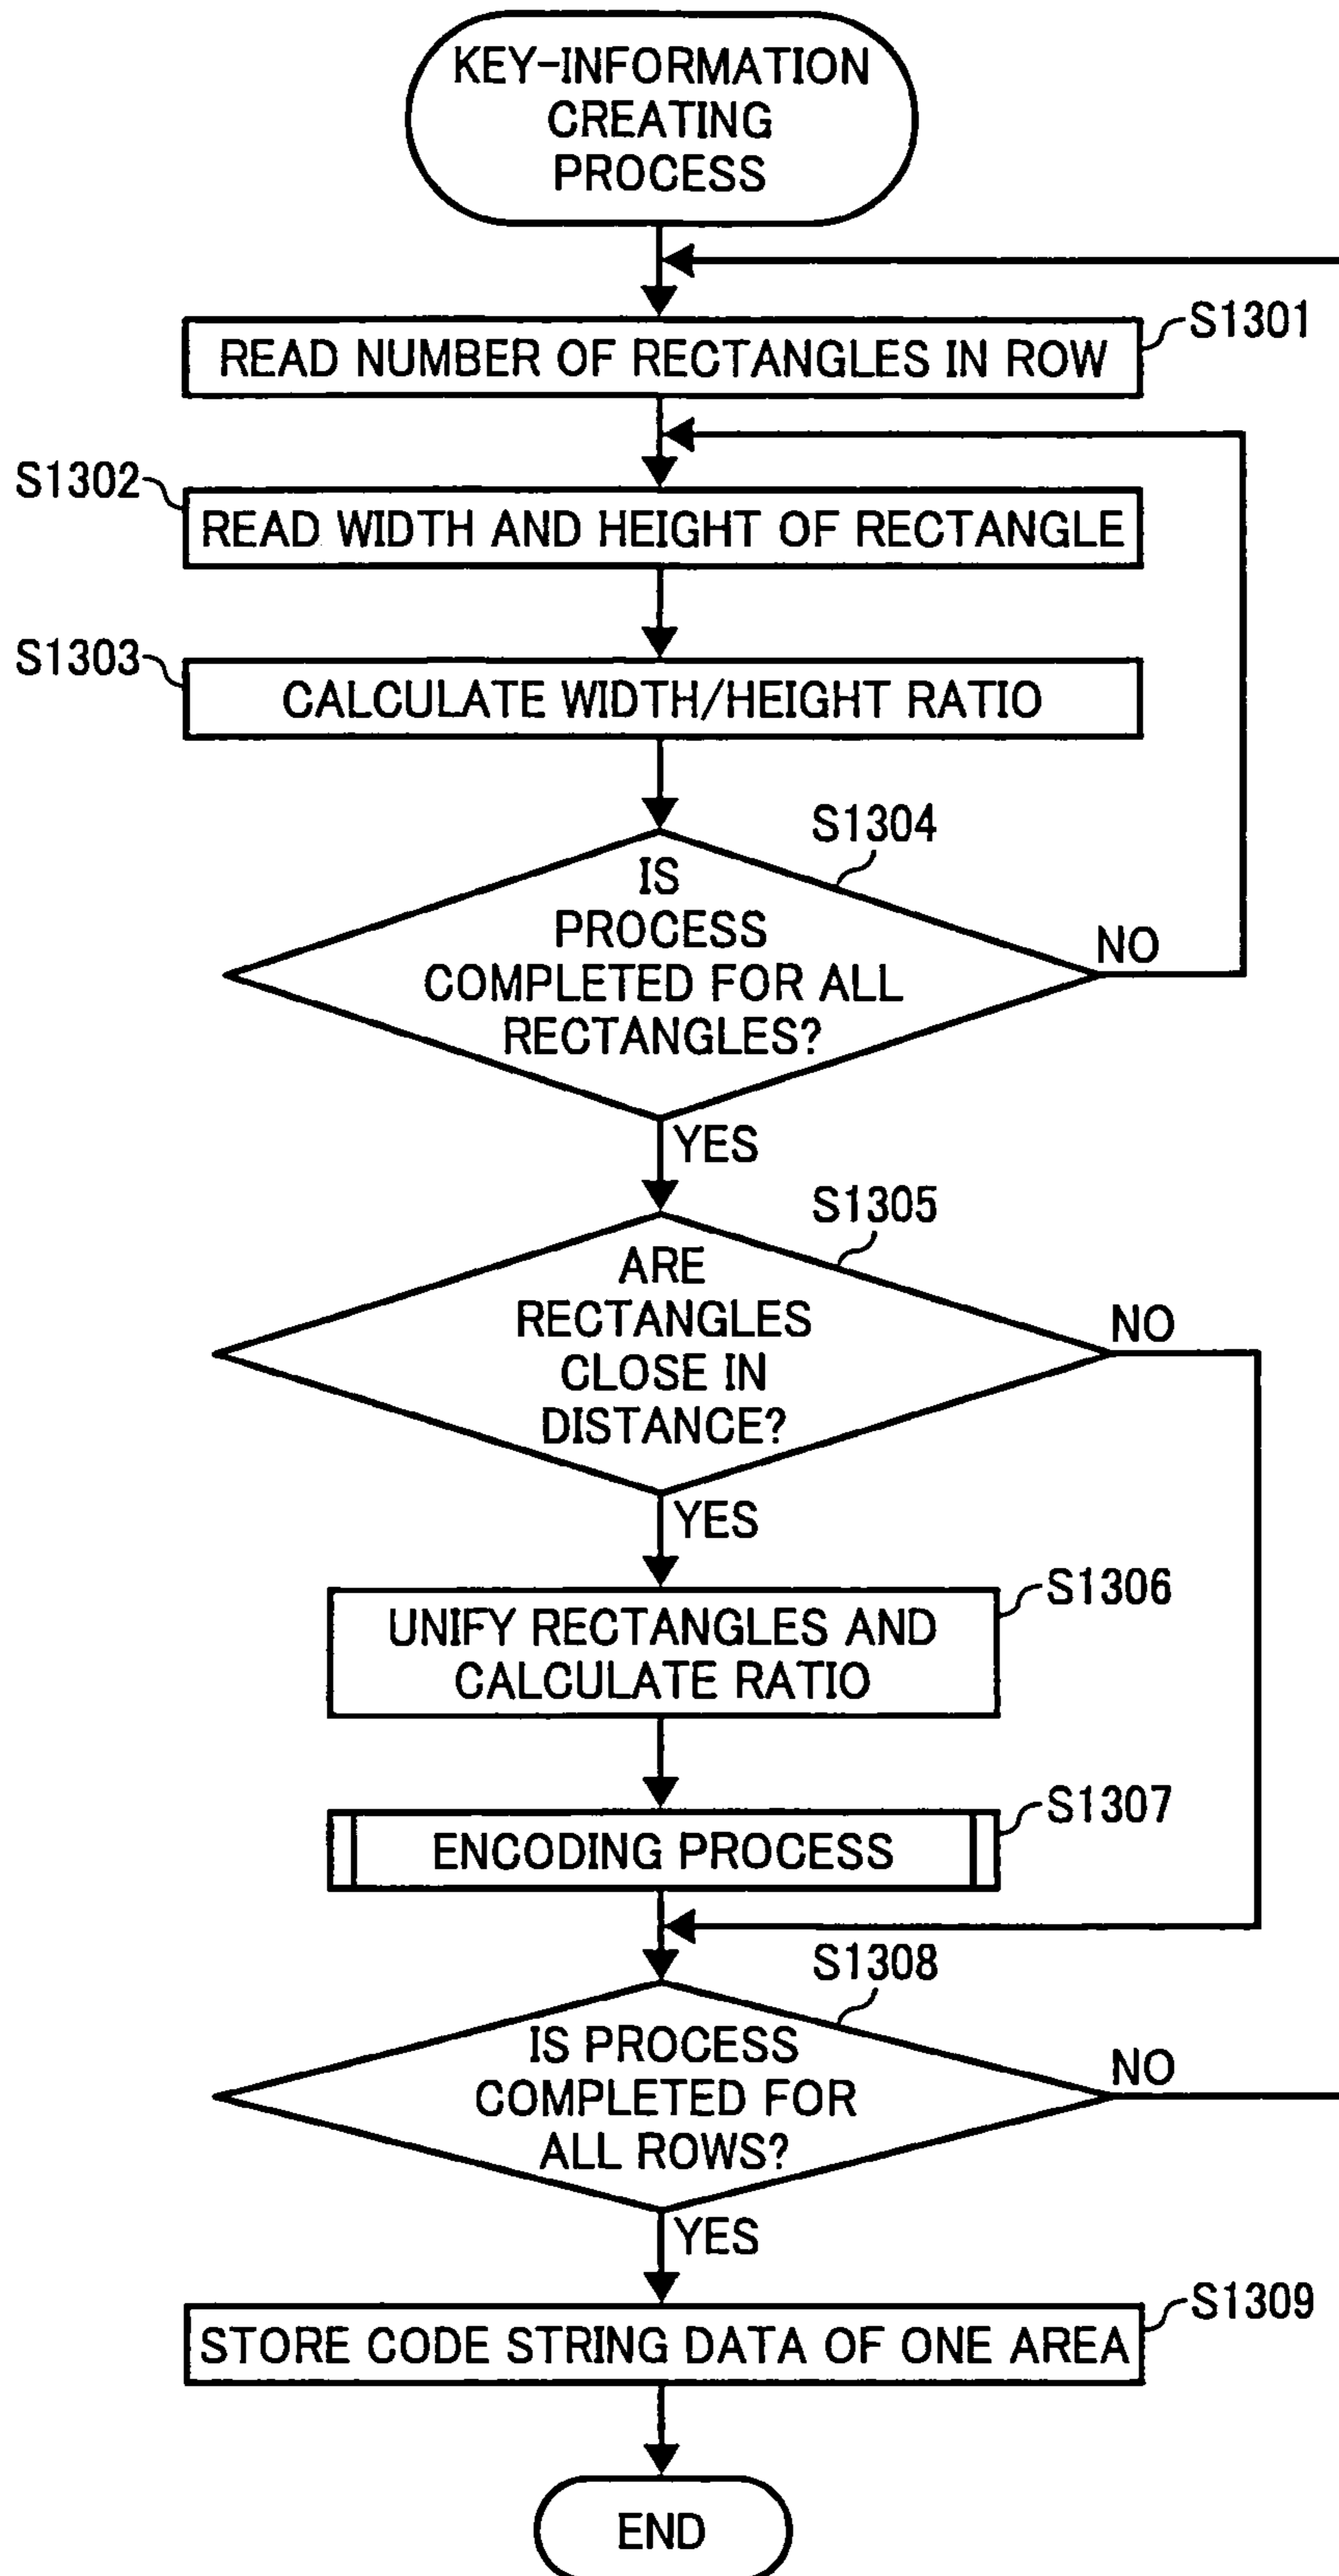 KEY-INFORMATION
CREATING
PROCESS
S1301
READ NUMBER OF RECTANGLES IN ROW
S1302
READ WIDTH AND HEIGHT OF RECTANGLE
S1303
CALCULATE WIDTH/HEIGHT RATIO
S1304
IS
PROCESS
COMPLETED FOR ALL
RECTANGLES?
NO
YES
S1305
ARE
RECTANGLES
CLOSE IN
DISTANCE?
NO
YES
S1306
UNIFY RECTANGLES AND
CALCULATE RATIO
S1307
ENCODING PROCESS
S1308
IS PROCESS
COMPLETED FOR
ALL ROWS?
NO
YES
S1309
STORE CODE STRING DATA OF ONE AREA
END